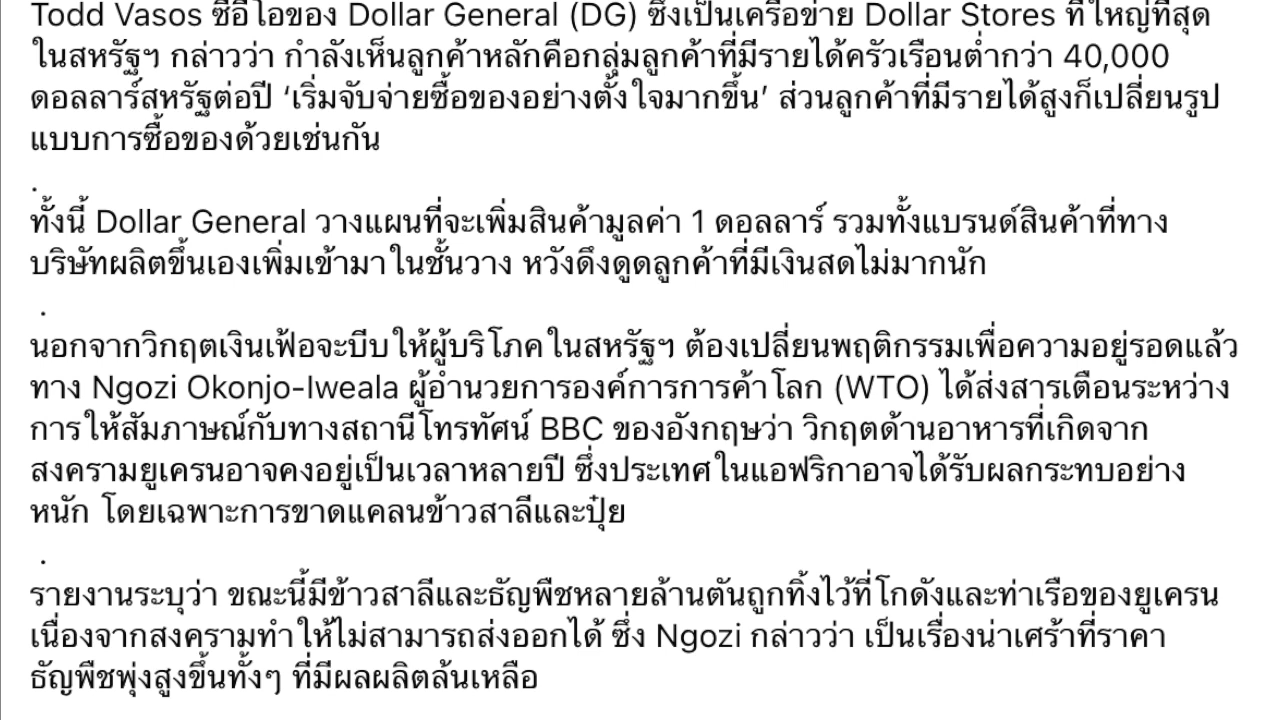 Todd Vasos ซีอีโอของ Dollar General (DG) ซึ่งเป็นเครือข่าย Dollar Stores ที่ใหญ่ที่สุด
ในสหรัฐฯ กล่าวว่า กำลังเห็นลูกค้าหลักคือกลุ่มลูกค้าที่มีรายได้ครัวเรือนต่ำกว่า 40,000
ดอลลาร์สหรัฐต่อปี ‘เริ่มจับจ่ายซื้อของอย่างตั้งใจมากขึ้น’ ส่วนลูกค้าที่มีรายได้สูงก็เปลี่ยนรูป
แบบการซื้อของด้วยเช่นกัน
.
ทั้งนี้ Dollar General วางแผนที่จะเพิ่มสินค้ามูลค่า 1 ดอลลาร์ รวมทั้งแบรนด์สินค้าที่ทาง
บริษัทผลิตขึ้นเองเพิ่มเข้ามาในชั้นวาง หวังดึงดูดลูกค้าที่มีเงินสดไม่มากนัก
.
นอกจากวิกฤตเงินเฟ้อจะบีบให้ผู้บริโภคในสหรัฐฯ ต้องเปลี่ยนพฤติกรรมเพื่อความอยู่รอดแล้ว
ทาง Ngozi Okonjo-Iweala ผู้อำนวยการองค์การการค้าโลก (WTO) ได้ส่งสารเตือนระหว่าง
การให้สัมภาษณ์กับทางสถานีโทรทัศน์ BBC ของอังกฤษว่า วิกฤตด้านอาหารที่เกิดจาก
สงครามยูเครนอาจคงอยู่เป็นเวลาหลายปี ซึ่งประเทศในแอฟริกาอาจได้รับผลกระทบอย่าง
หนัก โดยเฉพาะการขาดแคลนข้าวสาลีและปุ๋ย
.
รายงานระบุว่า ขณะนี้มีข้าวสาลีและธัญพืชหลายล้านตันถูกทิ้งไว้ที่โกดังและท่าเรือของยูเครน
เนื่องจากสงครามทำให้ไม่สามารถส่งออกได้ ซึ่ง Ngozi กล่าวว่า เป็นเรื่องน่าเศร้าที่ราคา
ธัญพืชพุ่งสูงขึ้นทั้งๆ ที่มีผลผลิตล้นเหลือ